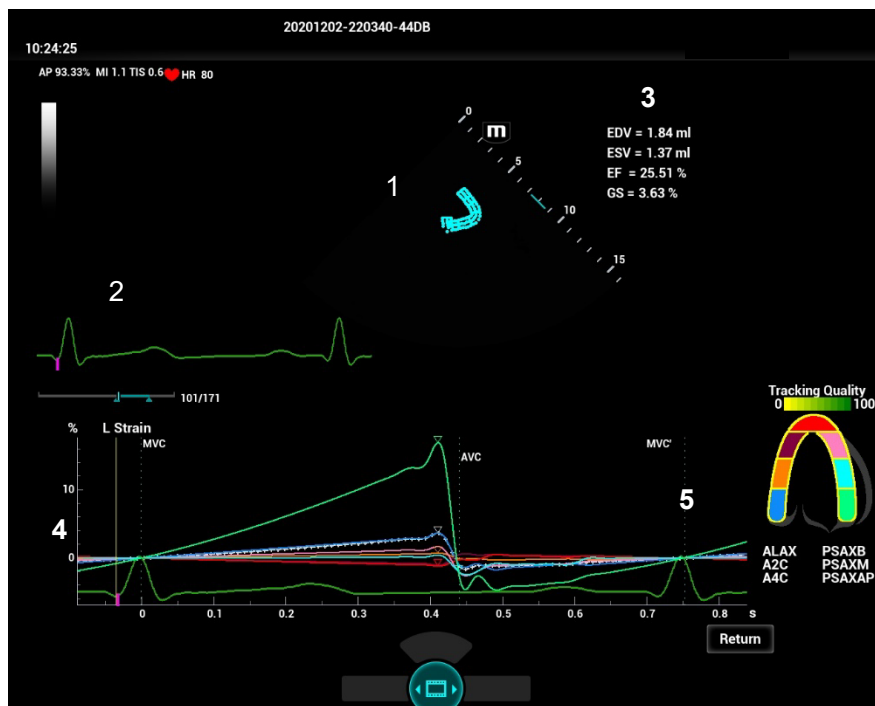 20201202-220340-44DB
10:24:25
AP 93.33% MI 1.1 TIS 0.6 HR 80
3
0
m
EDV = 1.84 ml
5
ESV = 1.37 ml
1
EF = 25.51 %
GS = 3.63 %
10
15
2
101/171
Tracking Quality
0 100
% L Strain
MVC
AVC
MVC'
10
5
4
0
ALAX PSAXB
A2C PSAXM
A4C PSAXAP
0 0.1 0.2 0.3 0.4 0.5 0.6 0.7 0.8 s
Return